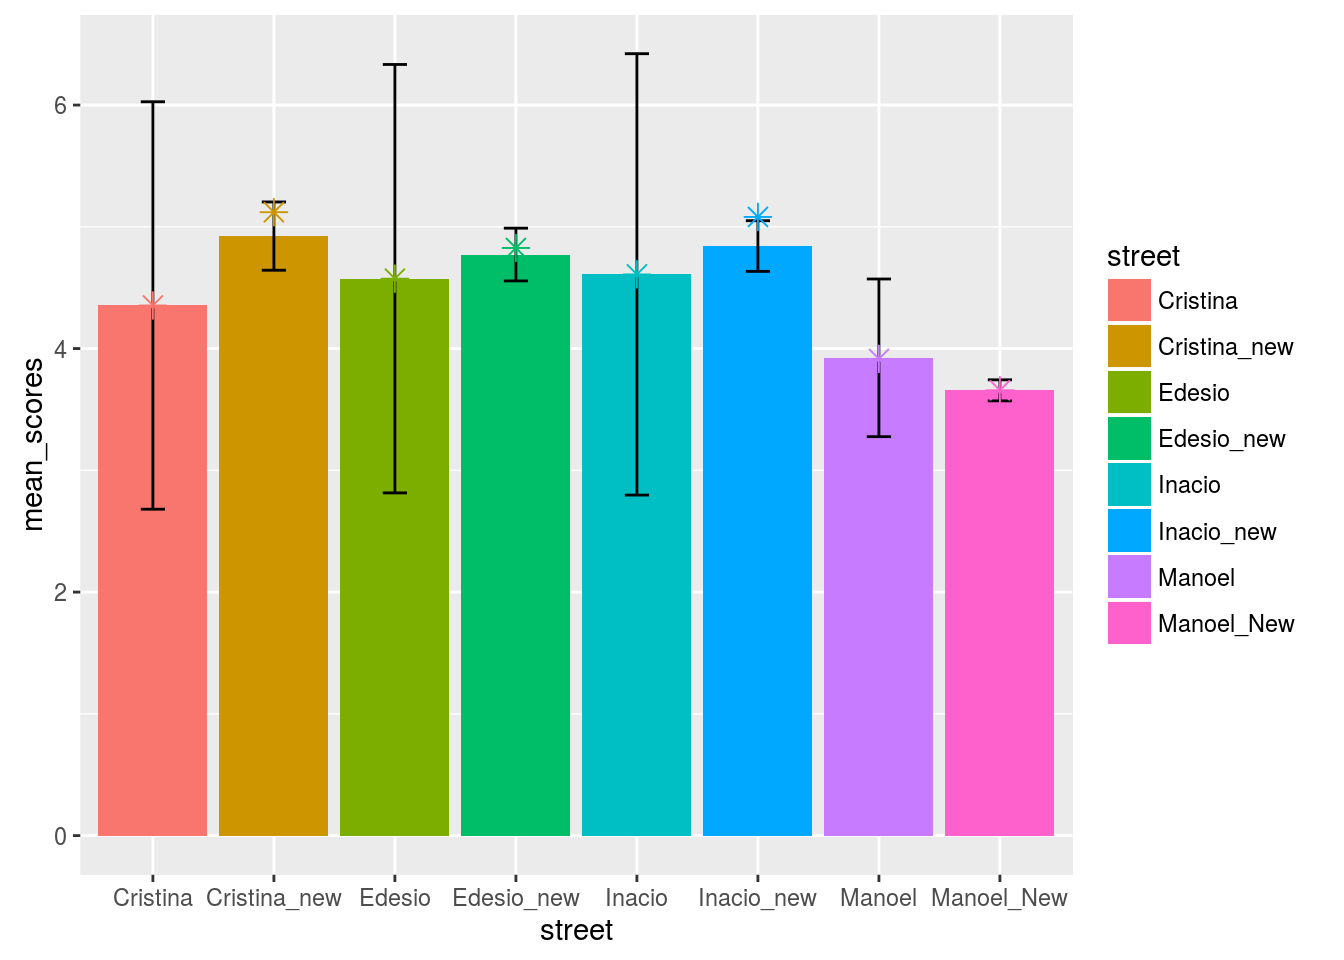 mean_scores
6
4
2
0
Cristina Cristina_new Edesio Edesio_new Inacio Inacio_new Manoel Manoel_New
street
street
Cristina
Cristina_new
Edesio
Edesio_new
Inacio
Inacio_new
Manoel
Manoel_New